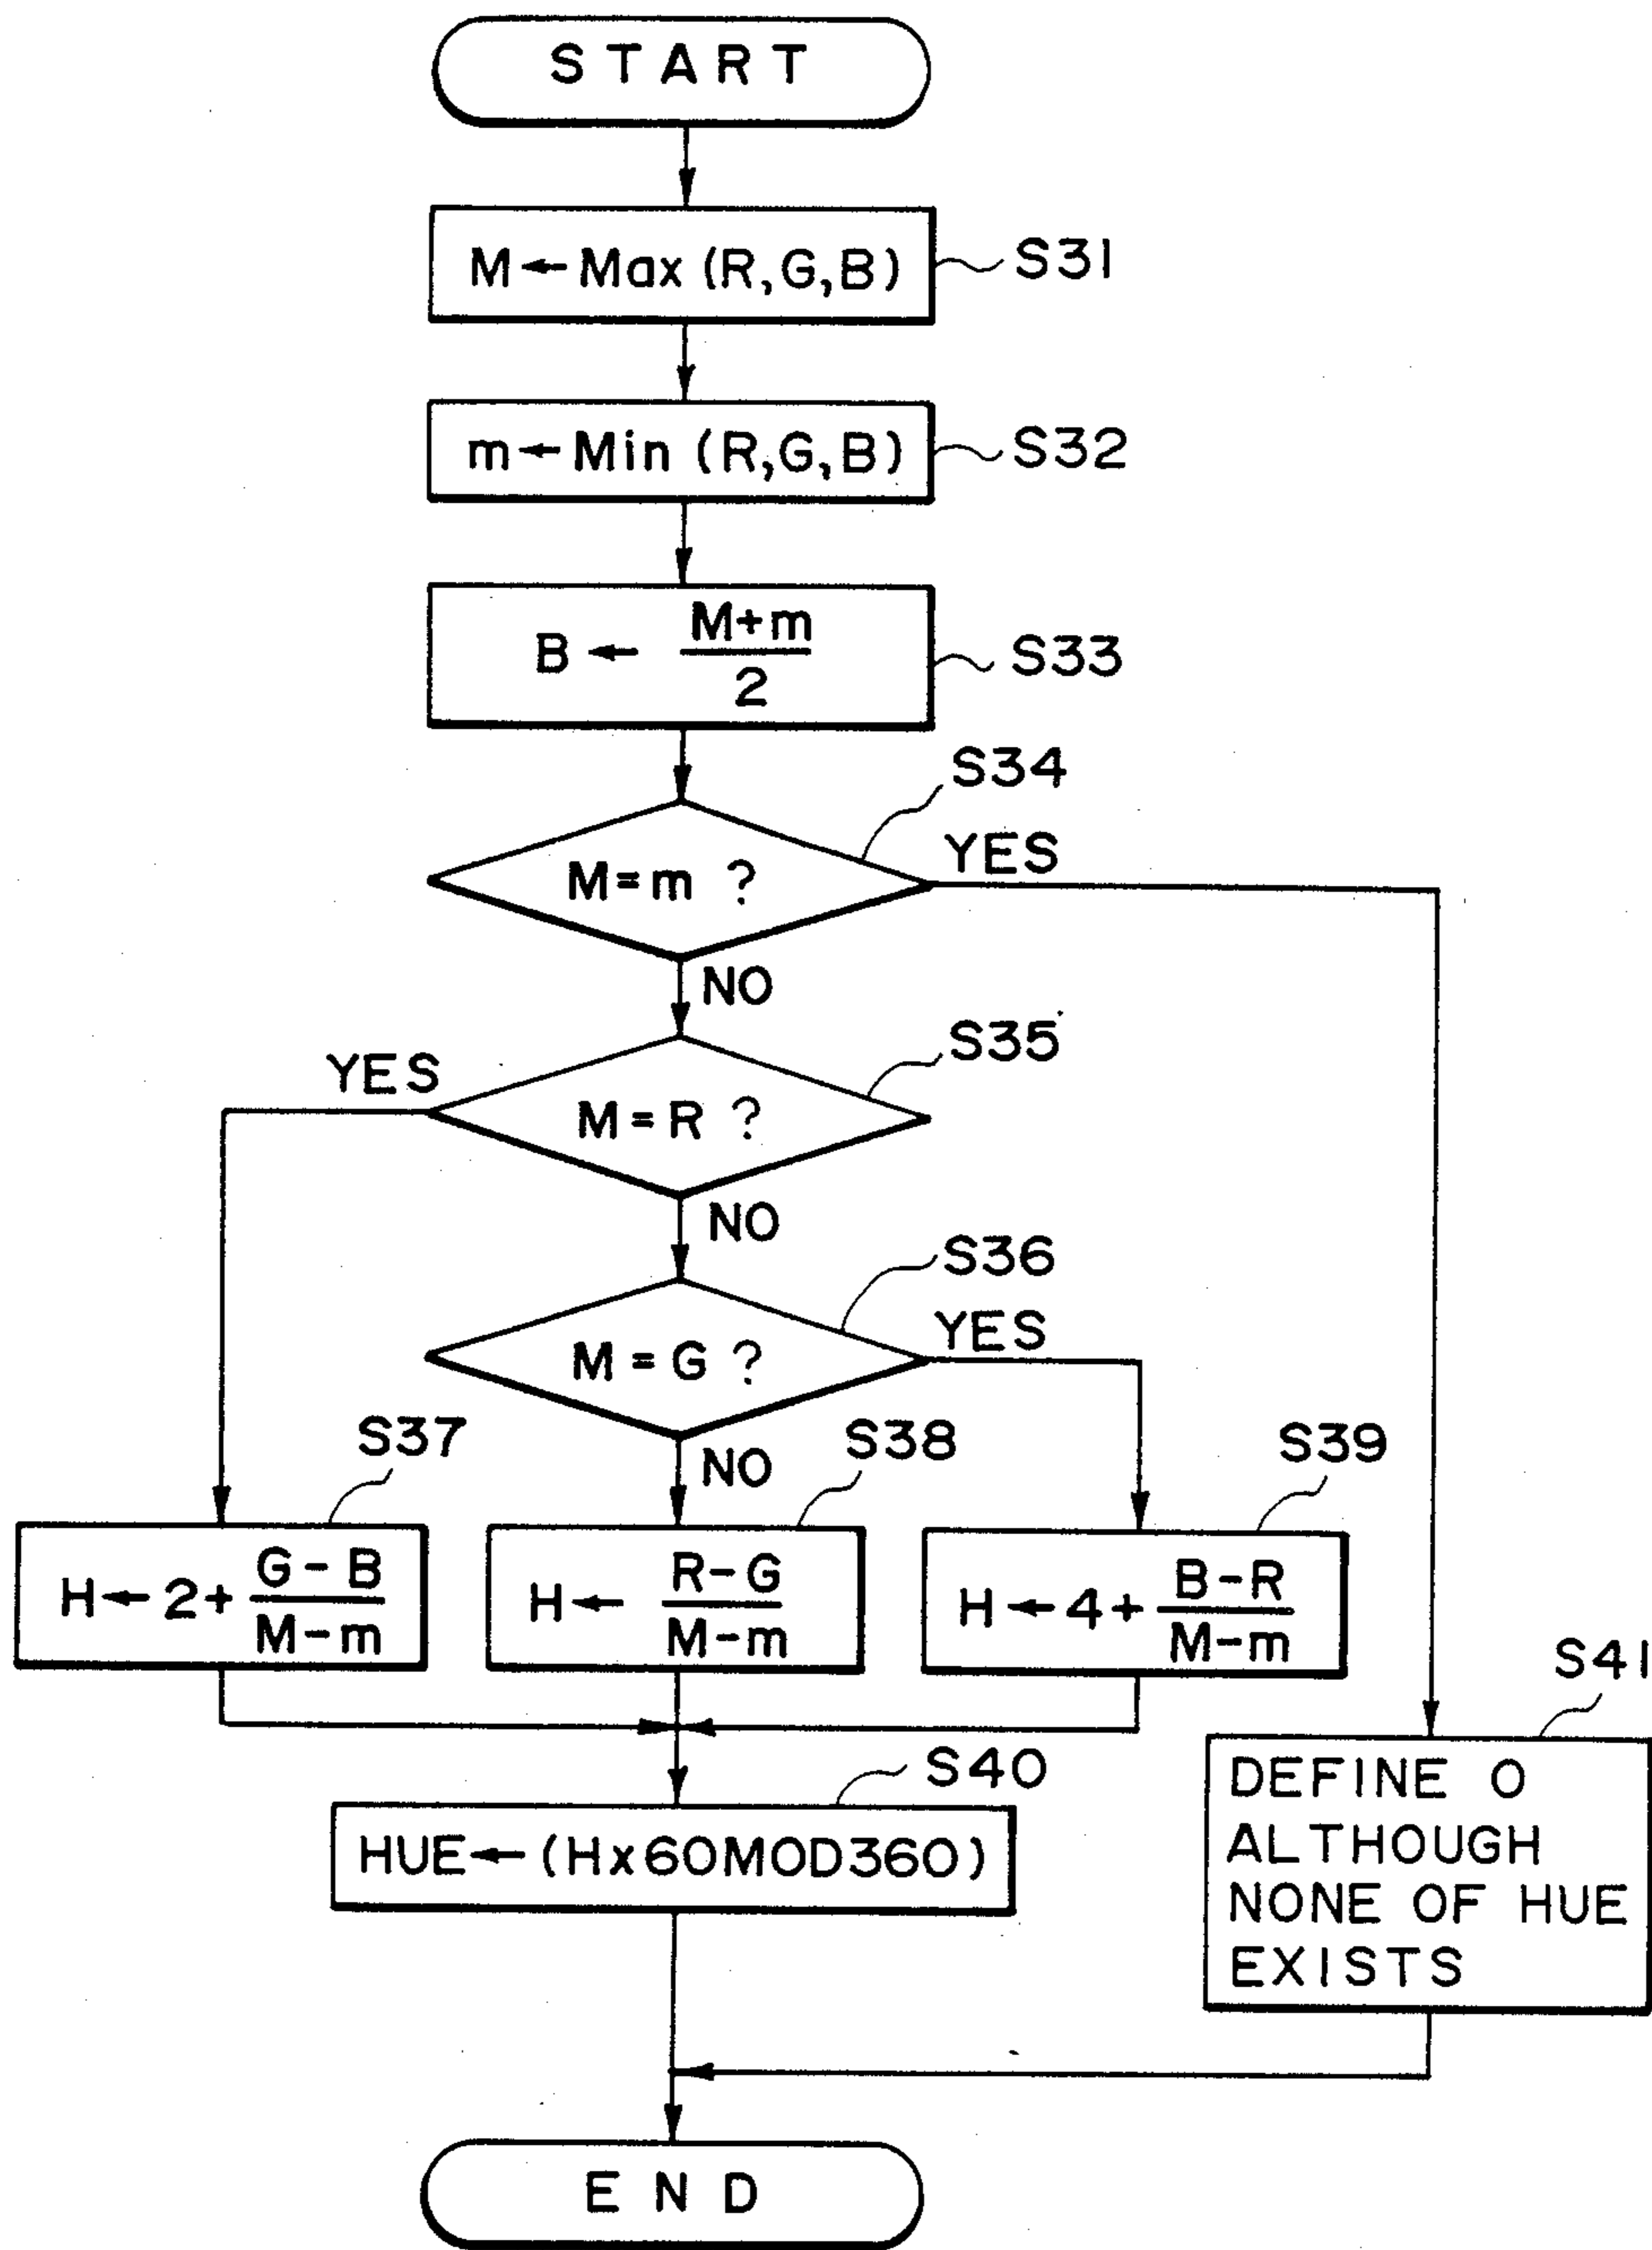 START
M←Max (R,G,B)
S31
m←Min (R,G,B)
S32
B ← M+m
2
S33
S34
M=m ?
YES
NO
S35
YES
M=R ?
NO
S36
M=G ?
YES
NO
S37
S38
S39
H←2+ G-B
M-m
H← R-G
M-m
H←4+ B-R
M-m
S41
S40
HUE←(Hx60MOD360)
DEFINE 0
ALTHOUGH
NONE OF HUE
EXISTS
END